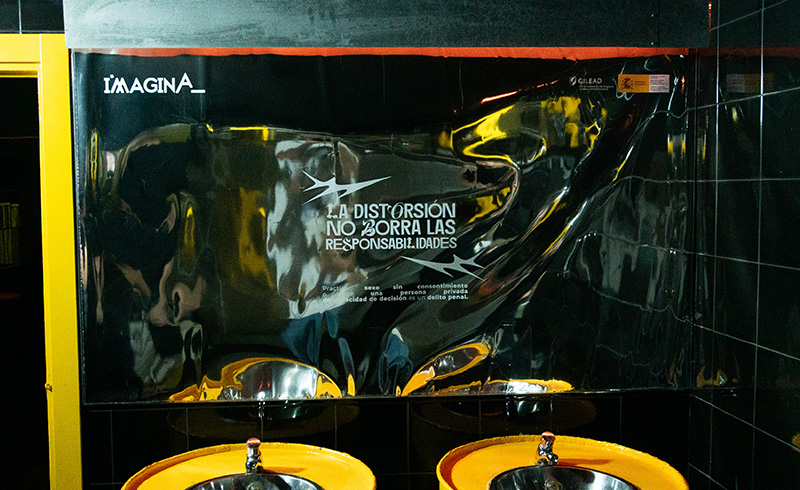 IMAGINA_
GILEAD
LA DISTORSIÓN
NO BORRA LAS
RESPONSABILIDADES
sexo sin consentimiento
una persona privada
capacidad de decisión es un delito penal.